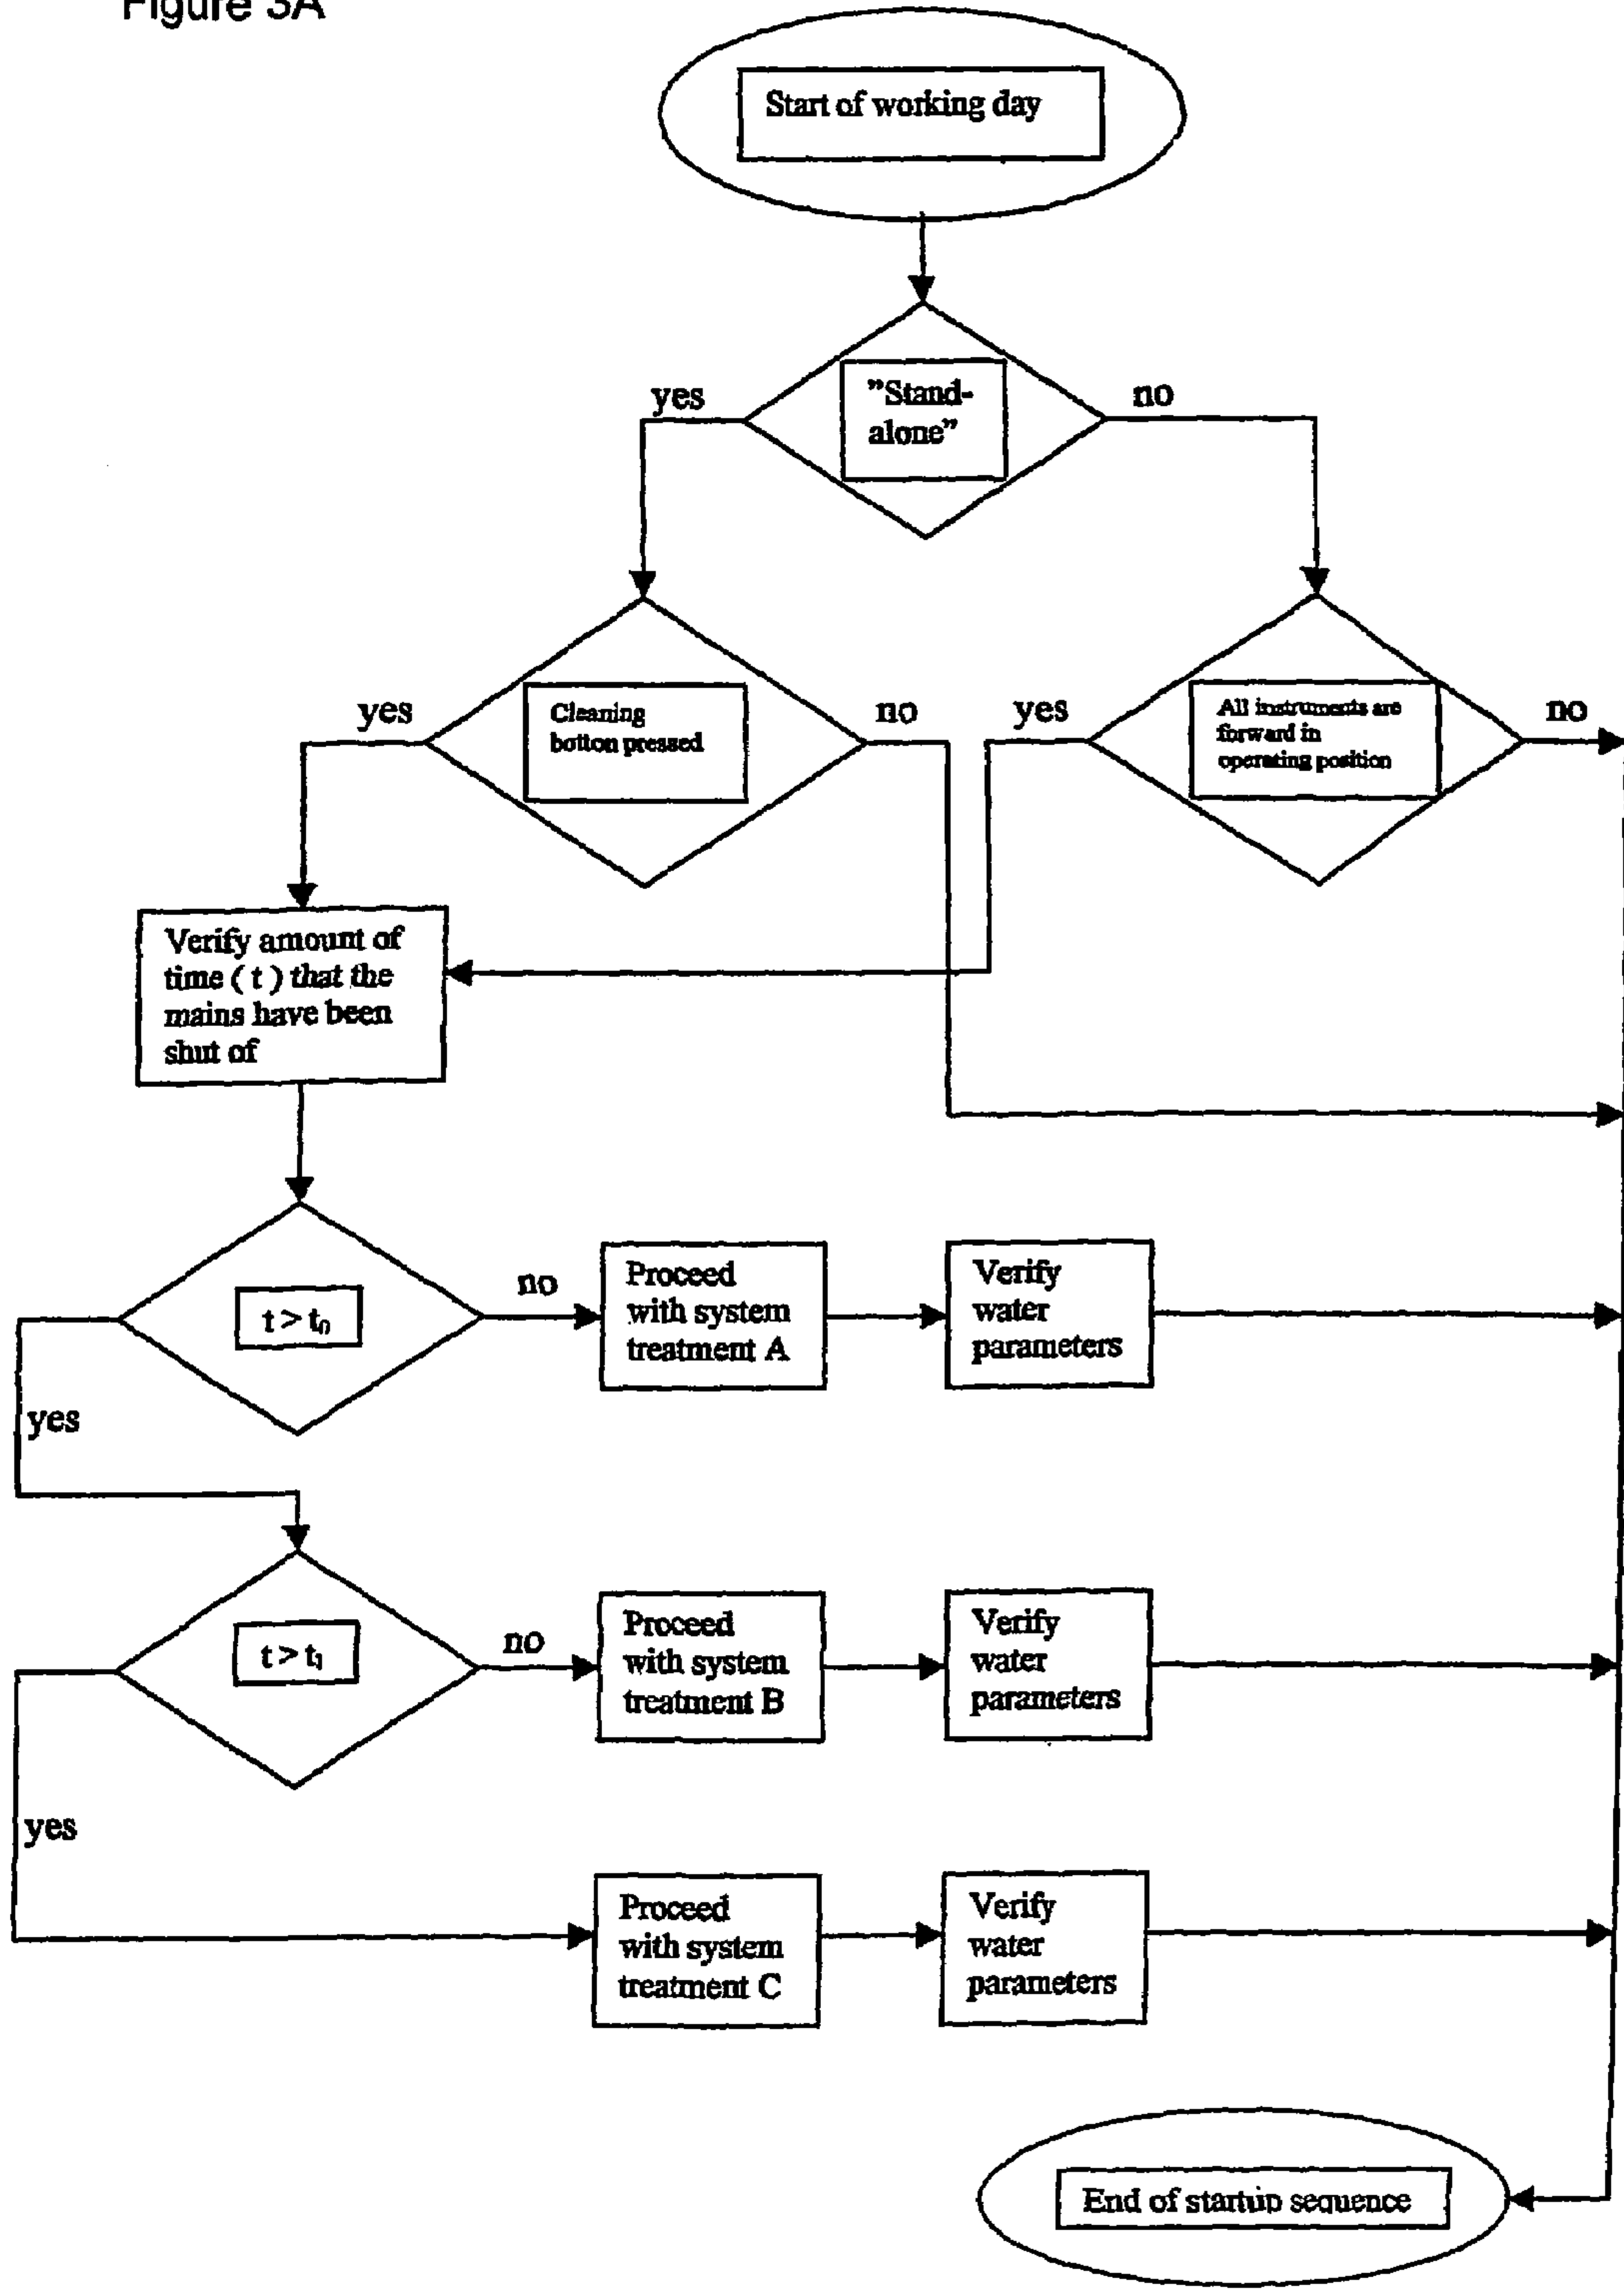 Figure 3A
Start of working day
yes
"Stand-
alone"
no
yes
Cleaning
botton pressed
no
yes
All instruments are
forward in
operating position
no
Verify amount of
time ( t ) that the
mains have been
shut of
t > t₀
no
Proceed
with system
treatment A
Verify
water
parameters
yes
t > t₁
no
Proceed
with system
treatment B
Verify
water
parameters
yes
Proceed
with system
treatment C
Verify
water
parameters
End of startup sequence